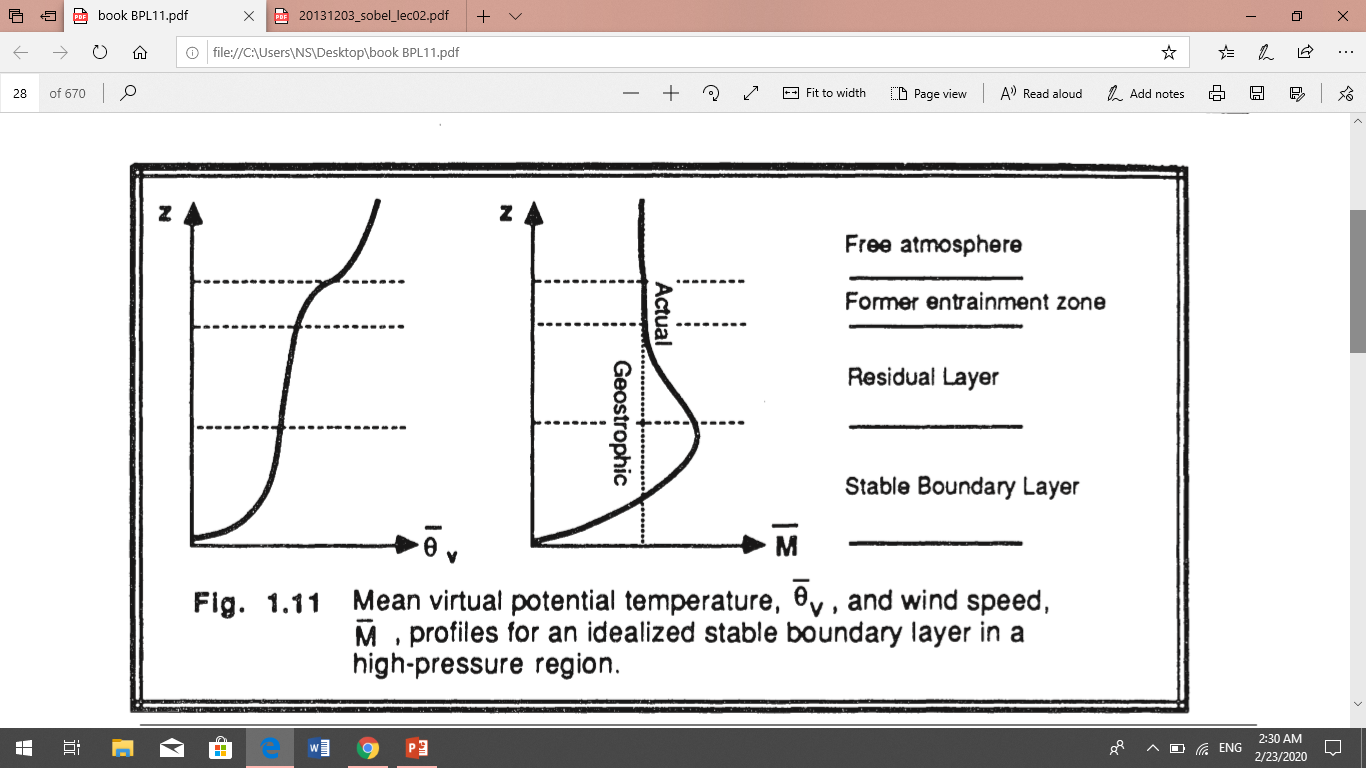 book BPL11.pdf
20131203_sobel_lec02.pdf
file://C:\Users\NS\Desktop\book BPL11.pdf
28 of 670
Fit to width
Page view
Read aloud
Add notes
z
z
Free atmosphere
Former entrainment zone
Residual Layer
Stable Boundary Layer
Actual
Geostrophic
θ̅ v
M̅
Fig. 1.11 Mean virtual potential temperature, θ̅v, and wind speed,
M̅ , profiles for an idealized stable boundary layer in a
high-pressure region.
ENG
2:30 AM
2/23/2020